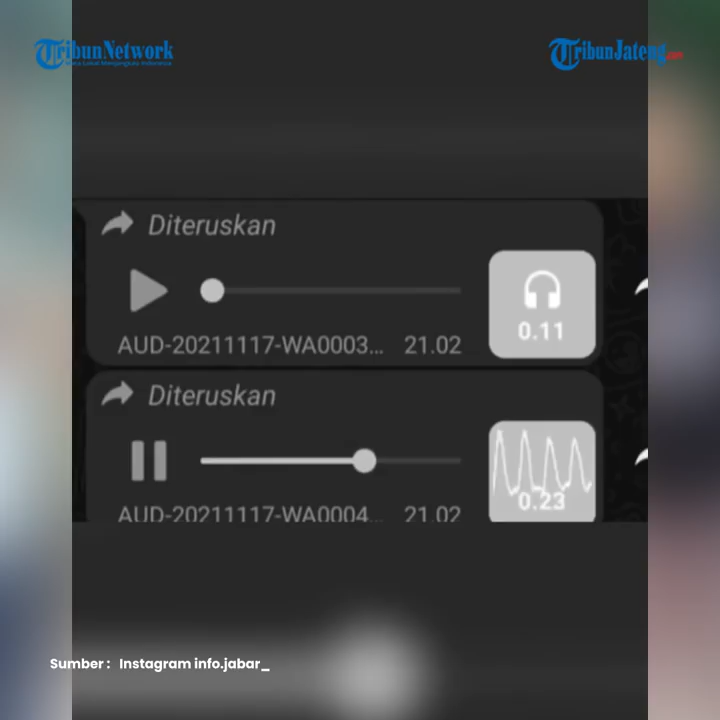 TribunNetwork
TribunJateng
Diteruskan
0.11
AUD-20211117-WA0003... 21.02
Diteruskan
0.23
AUD-20211117-WA0004... 21.02
Sumber : Instagram info.jabar_